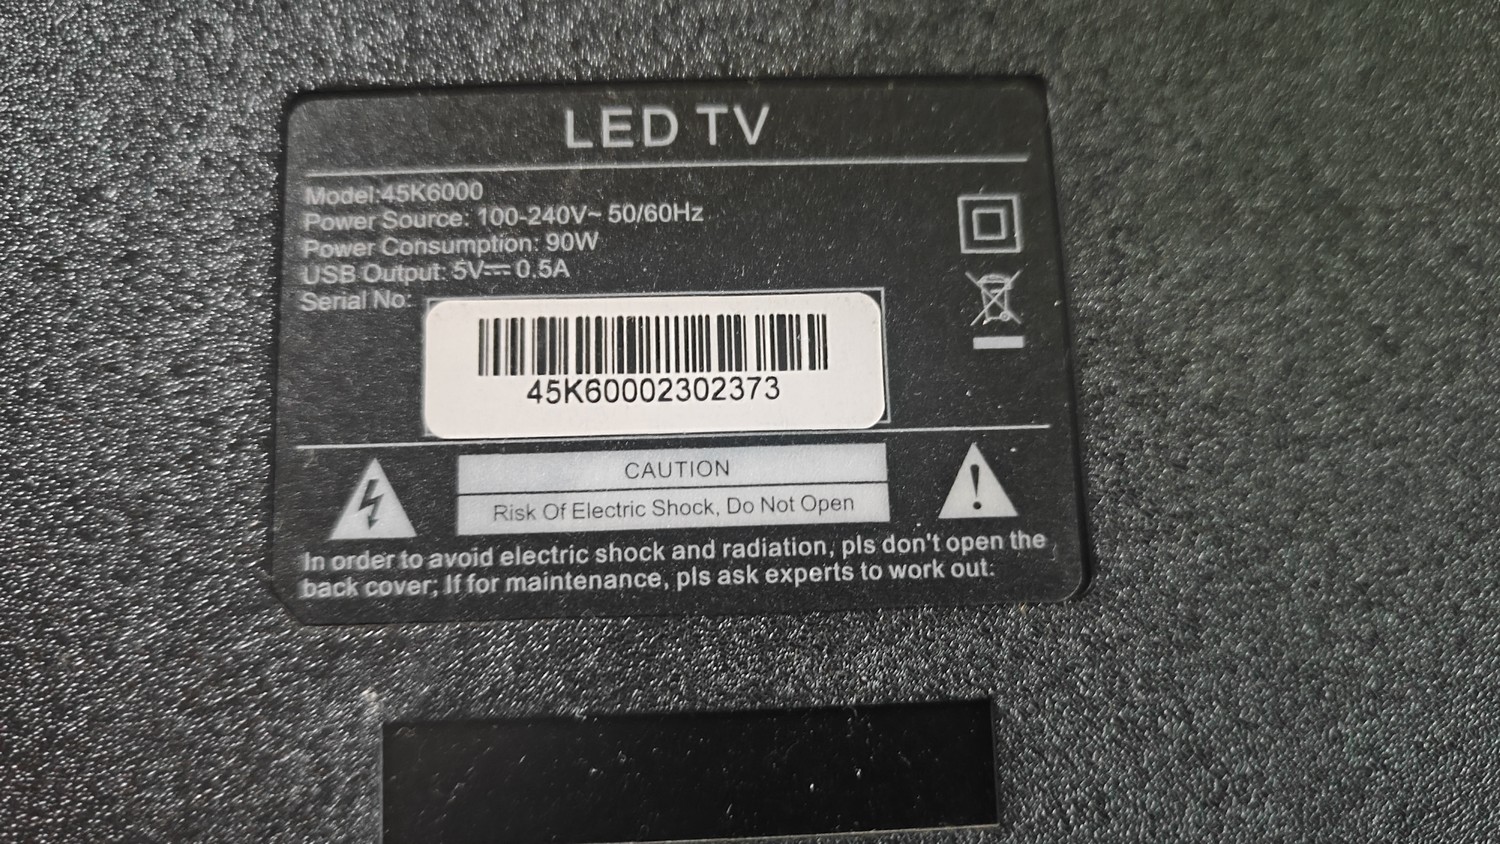 LED TV
Model:45K6000
Power Source: 100-240V~ 50/60Hz
Power Consumption: 90W
USB Output: 5V⎓ 0.5A
Serial No:
45K60002302373
CAUTION
Risk Of Electric Shock, Do Not Open
In order to avoid electric shock and radiation, pls don't open the
back cover; If for maintenance, pls ask experts to work out.